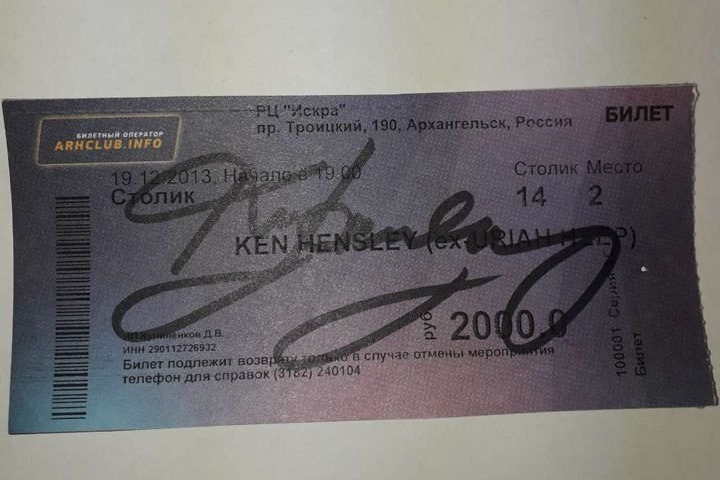 БИЛЕТНЫЙ ОПЕРАТОР
ARHCLUB.INFO
РЦ "Искра"
пр. Троицкий, 190, Архангельск, Россия
БИЛЕТ
19.12.2013, Начало в 19:00
Столик
Столик Место
14 2
KEN HENSLEY (ex-URIAH HEEP)
руб 2000.0
ИНН 290112726932
Билет подлежит возврату только в случае отмены мероприятия
телефон для справок (8182) 240104
Билет
100001 Серия